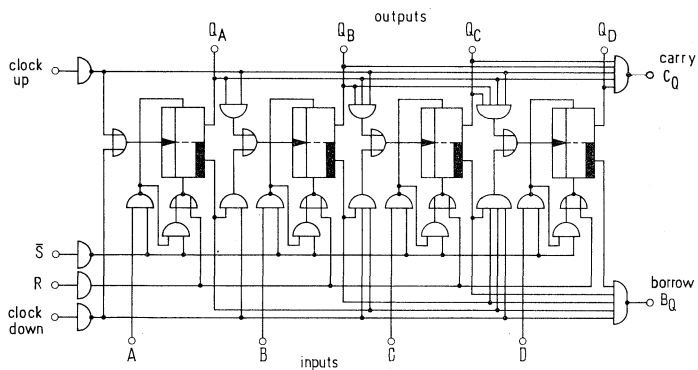 outputs
Q_A Q_B Q_C Q_D
clock up
carry C_Q
S̅
R
clock down
borrow B_Q
A B C D
inputs